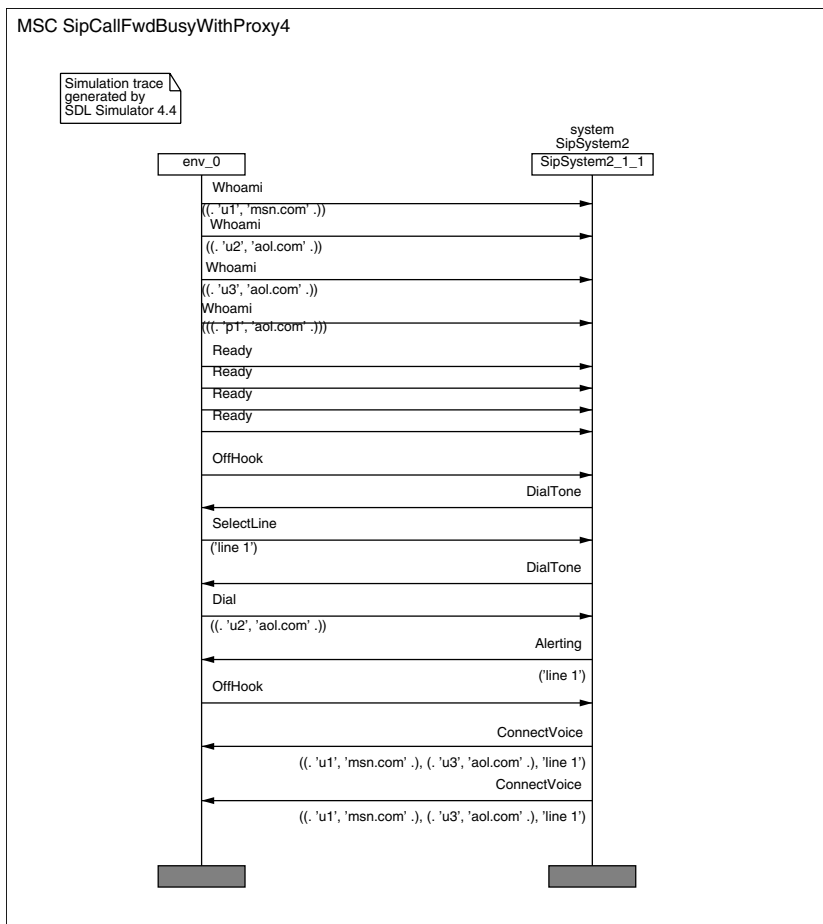 MSC SipCallFwdBusyWithProxy4
Simulation trace
generated by
SDL Simulator 4.4
system
SipSystem2
env_0
SipSystem2_1_1
Whoami
((. 'u1', 'msn.com' .))
Whoami
((. 'u2', 'aol.com' .))
Whoami
((. 'u3', 'aol.com' .))
Whoami
(((. 'p1', 'aol.com' .)))
Ready
Ready
Ready
Ready
OffHook
DialTone
SelectLine
('line 1')
DialTone
Dial
((. 'u2', 'aol.com' .))
Alerting
('line 1')
OffHook
ConnectVoice
((. 'u1', 'msn.com' .), (. 'u3', 'aol.com' .), 'line 1')
ConnectVoice
((. 'u1', 'msn.com' .), (. 'u3', 'aol.com' .), 'line 1')